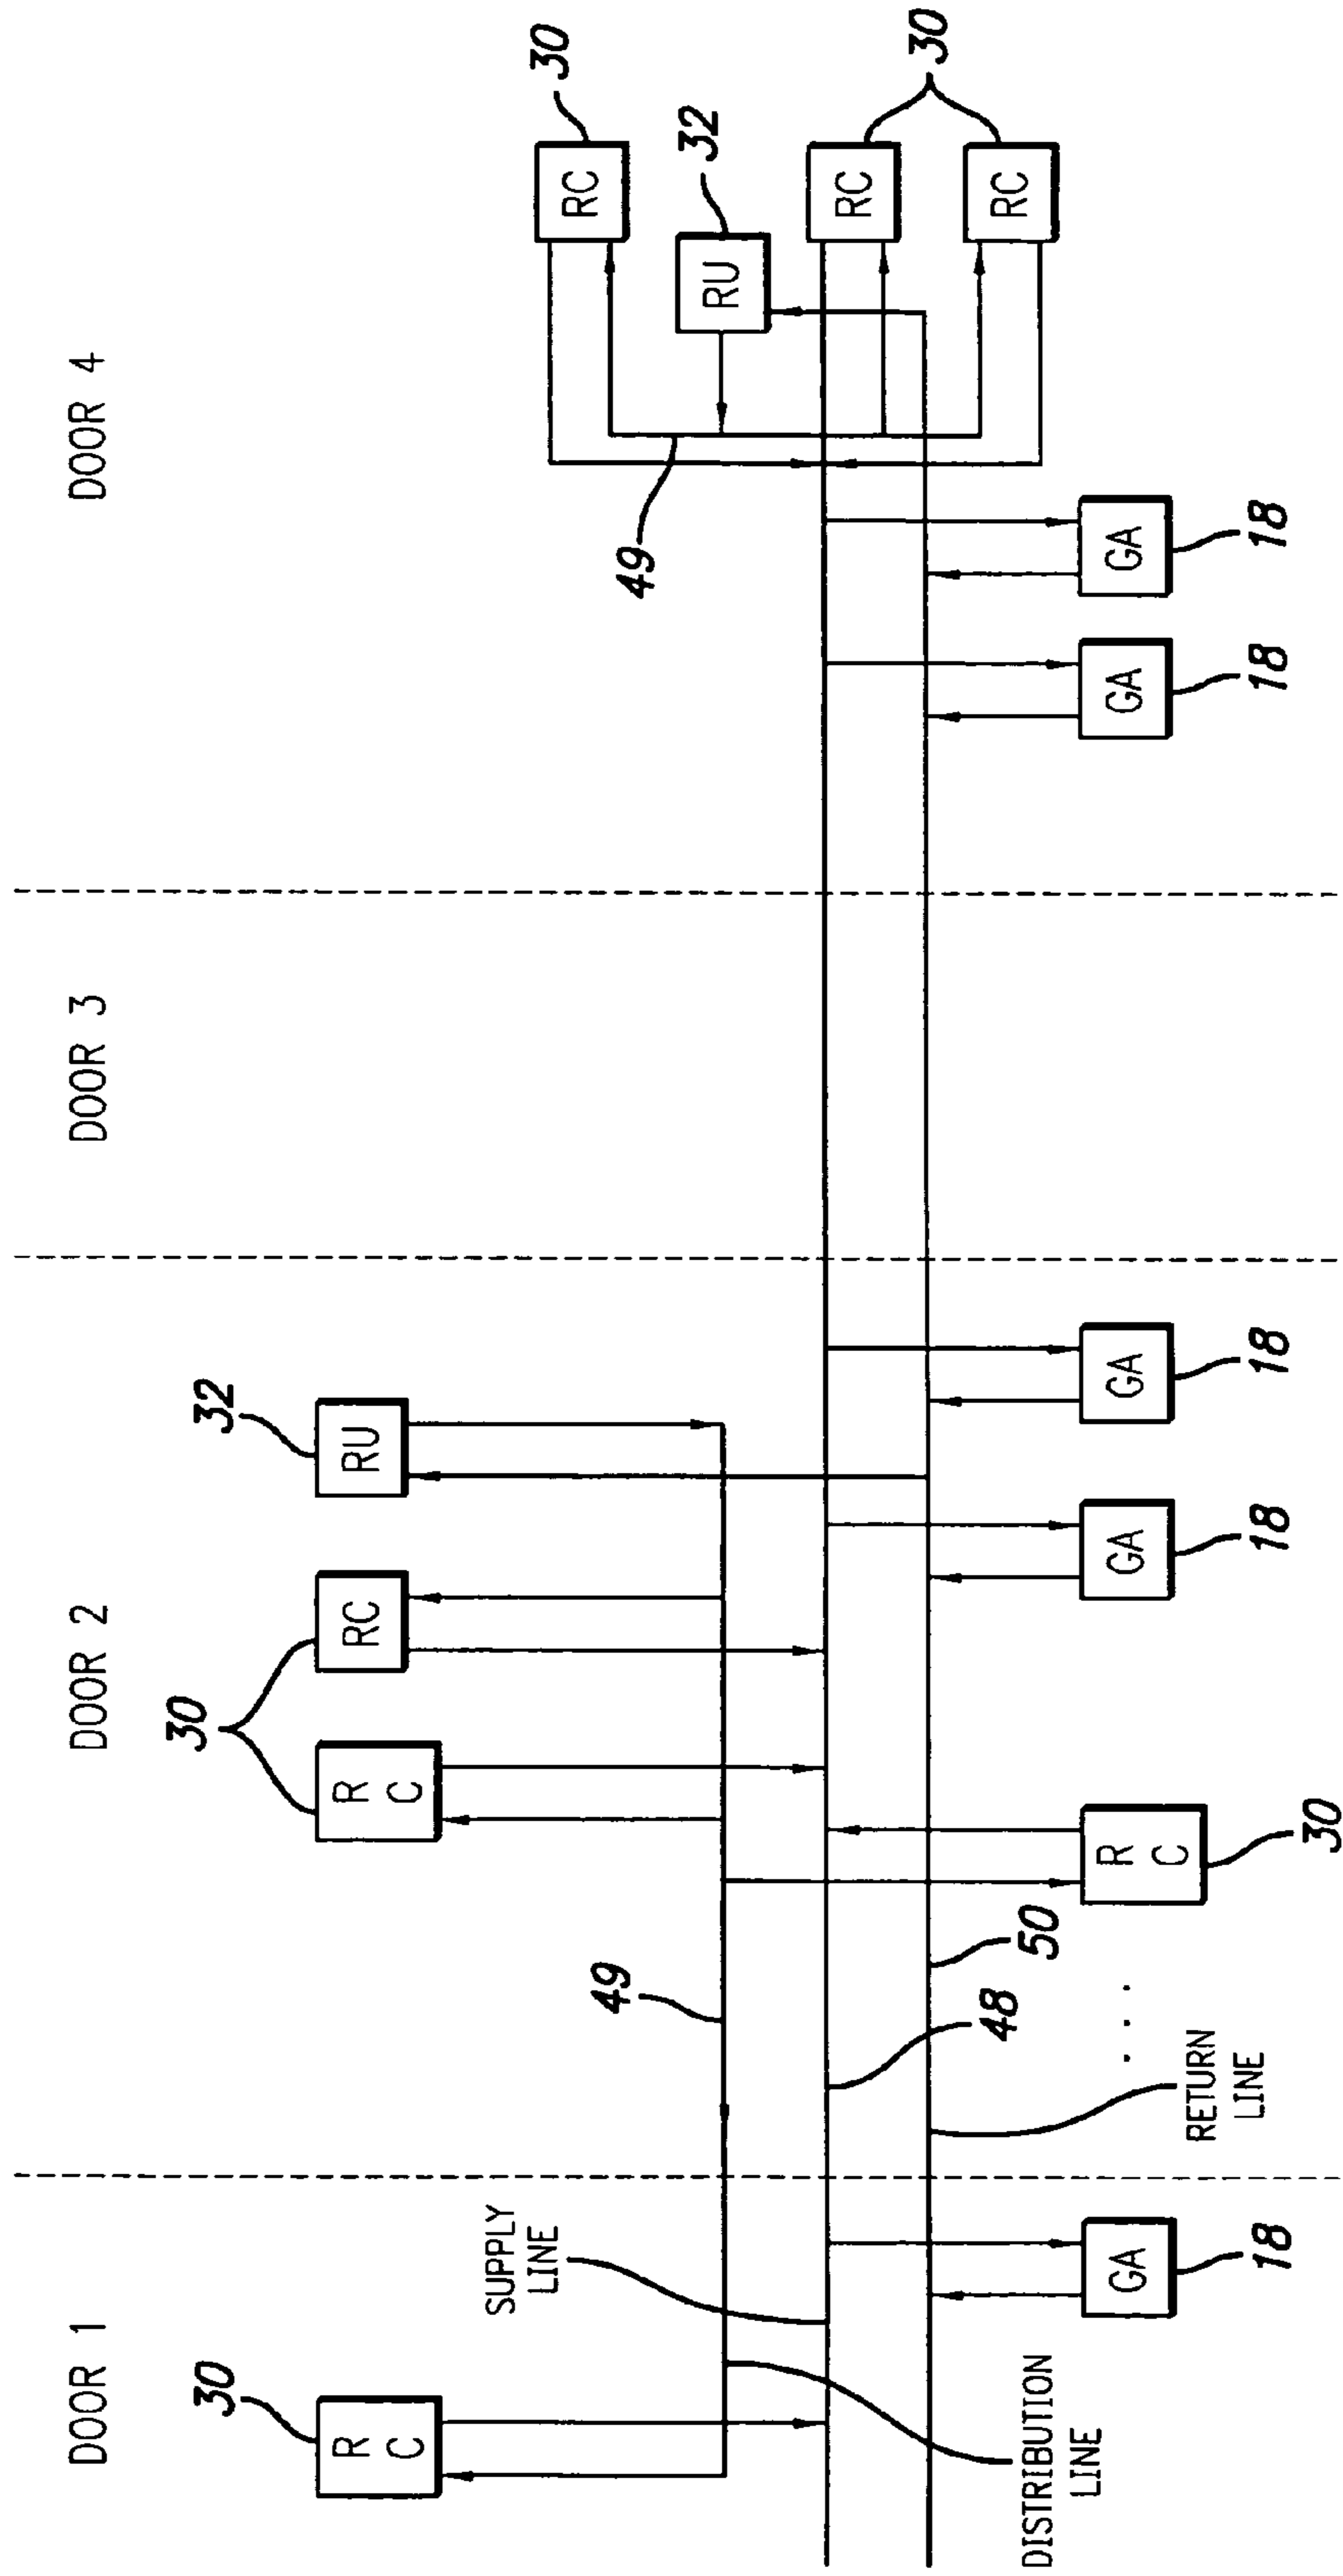 DOOR 1
DOOR 2
DOOR 3
DOOR 4
30
R
C
30
R
C
RC
32
RU
49
SUPPLY
LINE
DISTRIBUTION
LINE
48
50
RETURN
LINE
. . .
GA
18
R
C
30
GA
18
GA
18
30
RC
32
RU
RC
30
RC
49
GA
18
GA
18